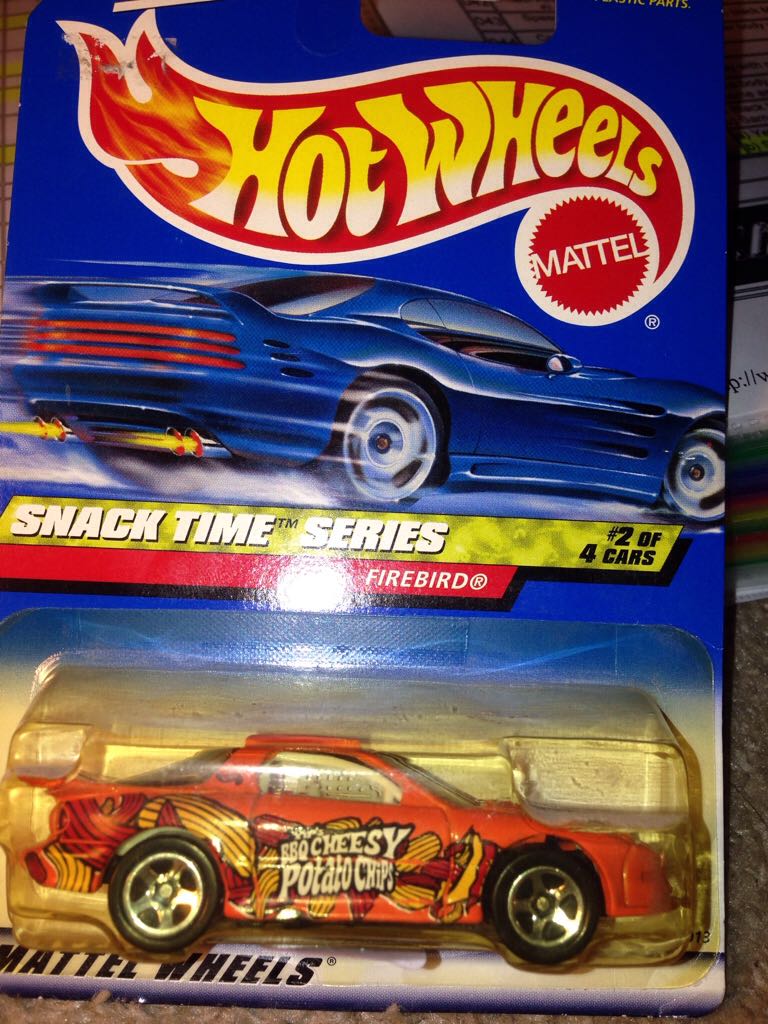 PLASTIC PARTS.
HOT WHEELS
MATTEL
®
SNACK TIME™ SERIES
#2 OF
4 CARS
FIREBIRD®
BBQ CHEESY
Potato CHIPS
MATTEL WHEELS®